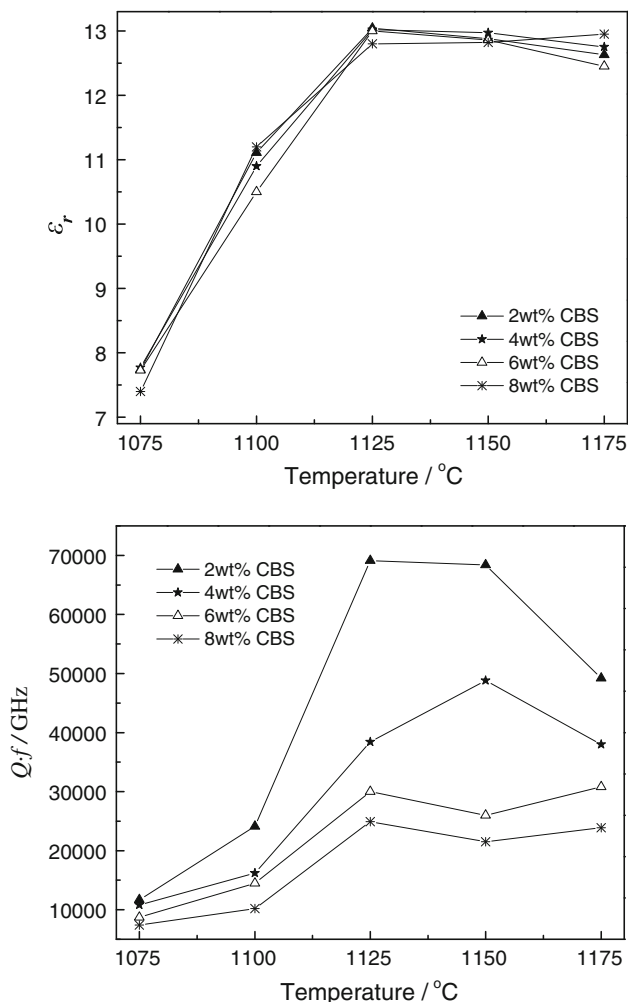 13
12
11
10
9
8
7
εr
2wt% CBS
4wt% CBS
6wt% CBS
8wt% CBS
1075 1100 1125 1150 1175
Temperature / °C
70000
60000
50000
40000
30000
20000
10000
Q·f / GHz
2wt% CBS
4wt% CBS
6wt% CBS
8wt% CBS
1075 1100 1125 1150 1175
Temperature / °C